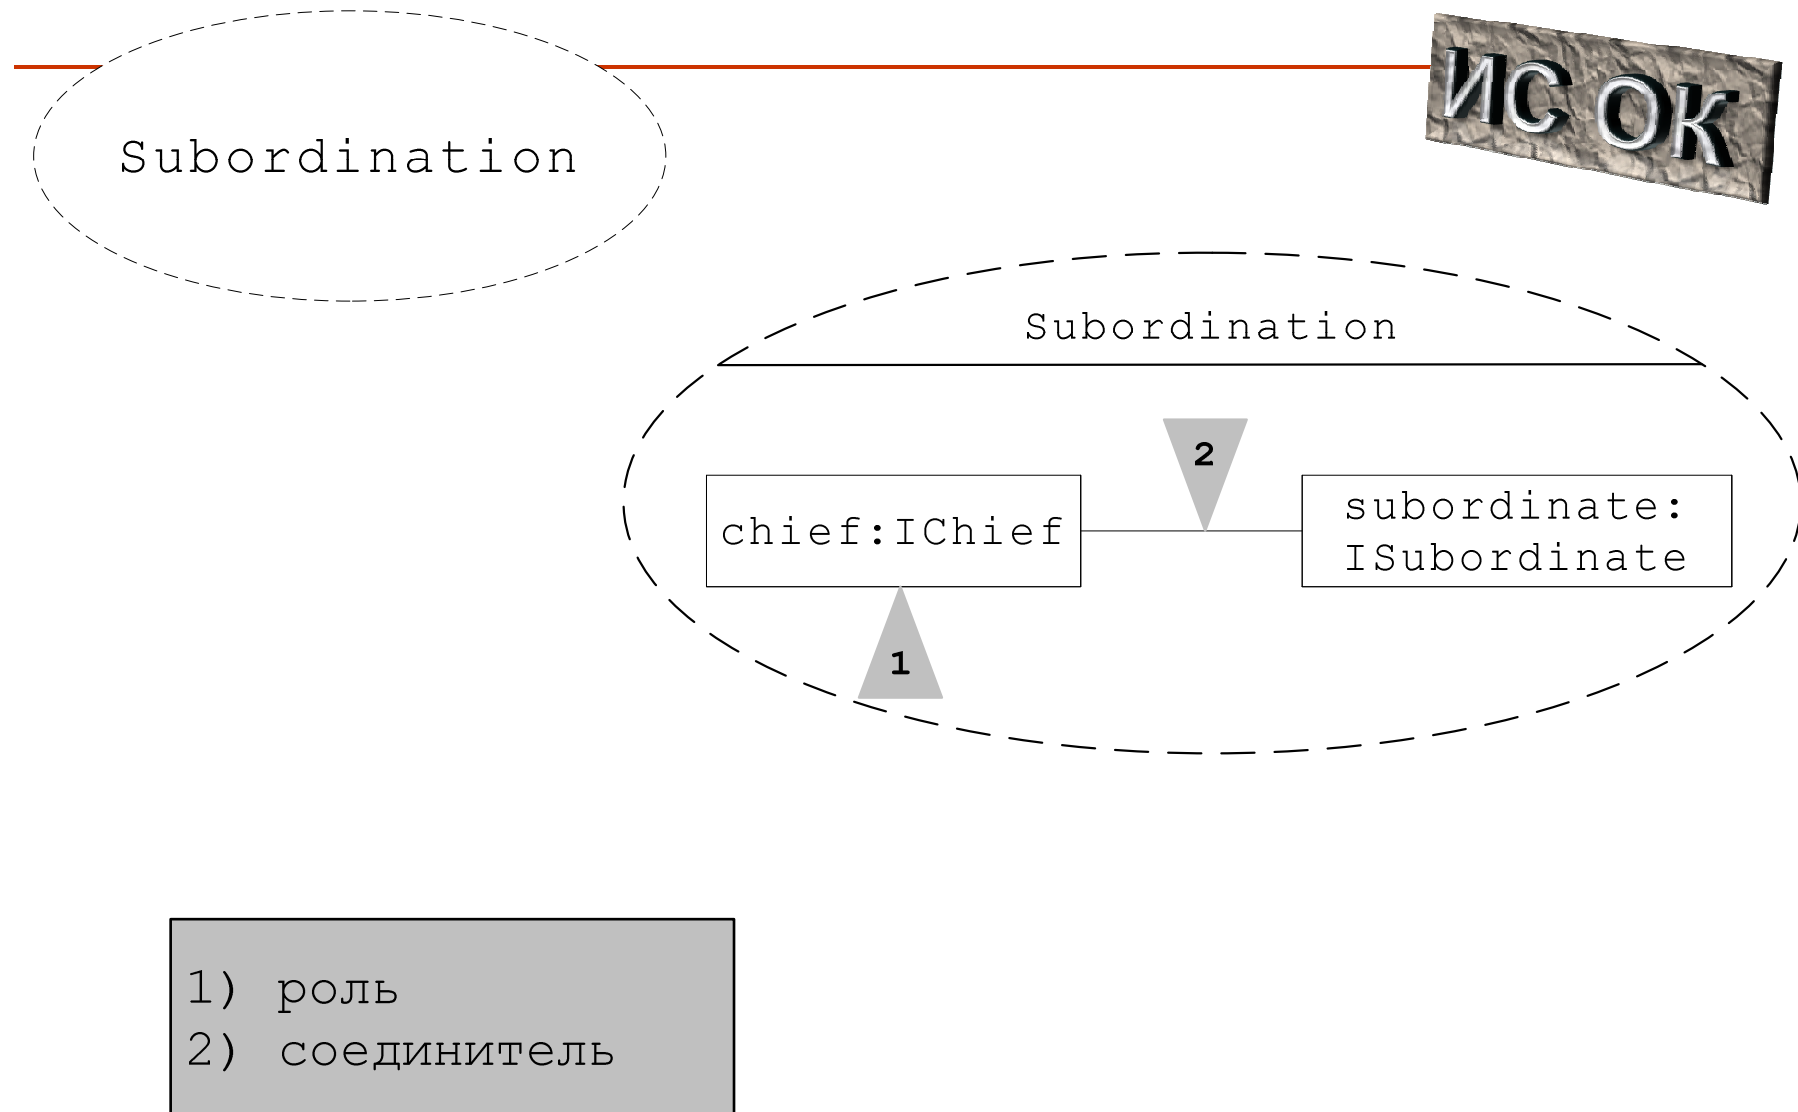 Subordination
ИС ОК
Subordination
2
chief:IChief
subordinate:
ISubordinate
1
1) роль
2) соединитель